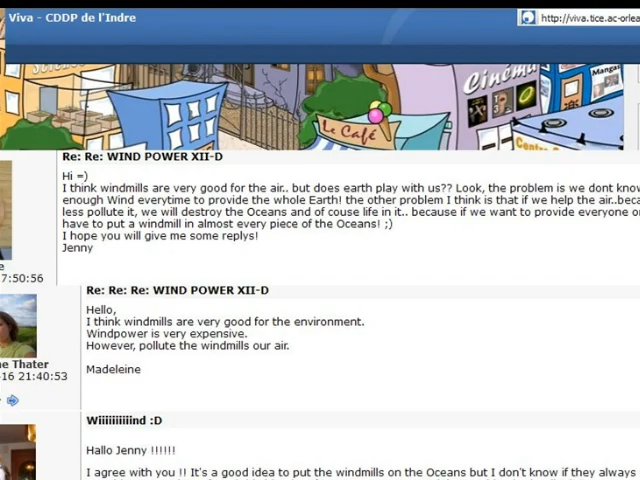 Viva - CDDP de l'Indre
http://viva.tice.ac-orlea
Science
Cinéma
Mangas
Le Café
Re: Re: WIND POWER XII-D
Hi =)
I think windmills are very good for the air.. but does earth play with us?? Look, the problem is we dont know
enough Wind everytime to provide the whole Earth! the other problem I think is that if we help the air..beca
less pollute it, we will destroy the Oceans and of couse life in it.. because if we want to provide everyone o
have to put a windmill in almost every piece of the Oceans! ;)
I hope you will give me some replys!
Jenny
e
7:50:56
Re: Re: Re: WIND POWER XII-D
Hello,
I think windmills are very good for the environment.
Windpower is very expensive.
However, pollute the windmills our air.
Madeleine
ne Thater
-16 21:40:53
Wiiiiiiiiiind :D
Hallo Jenny !!!!!!
I agree with you !! It's a good idea to put the windmills on the Oceans but I don't know if they always